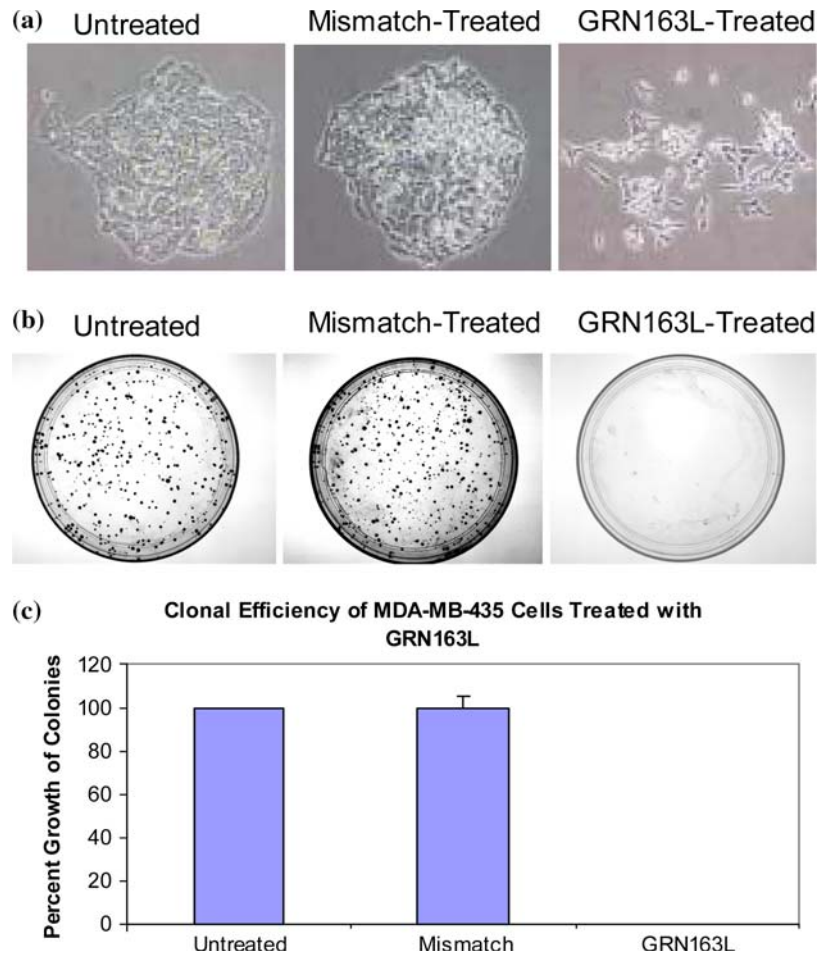 (a) Untreated Mismatch-Treated GRN163L-Treated
(b) Untreated Mismatch-Treated GRN163L-Treated
(c) Clonal Efficiency of MDA-MB-435 Cells Treated with
GRN163L
Percent Growth of Colonies
120
100
80
60
40
20
0
Untreated Mismatch GRN163L